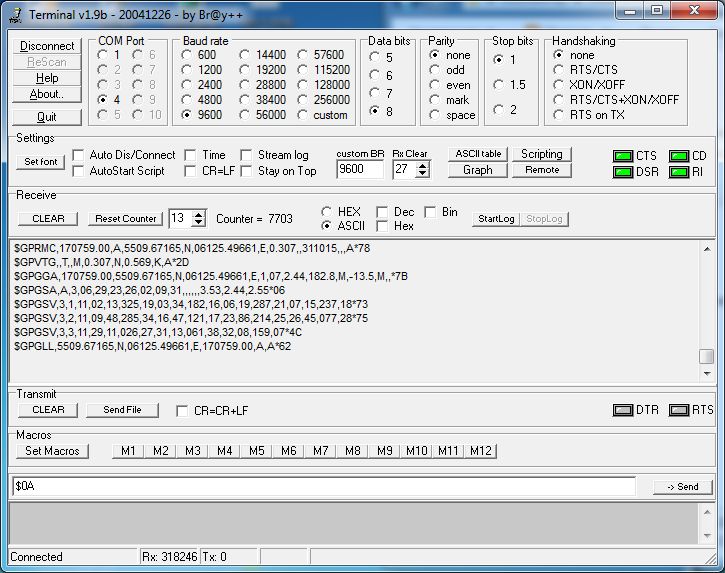 Terminal v1.9b - 20041226 - by Br@y++
Disconnect
ReScan
Help
About..
Quit
COM Port
1 6
2 7
3 8
4 9
5 10
Baud rate
600 14400 57600
1200 19200 115200
2400 28800 128000
4800 38400 256000
9600 56000 custom
Data bits
5
6
7
8
Parity
none
odd
even
mark
space
Stop bits
1
1.5
2
Handshaking
none
RTS/CTS
XON/XOFF
RTS/CTS+XON/XOFF
RTS on TX
Settings
Set font
Auto Dis/Connect Time Stream log
AutoStart Script CR=LF Stay on Top
custom BR Rx Clear
9600 27
ASCII table Scripting
Graph Remote
CTS CD
DSR RI
Receive
CLEAR Reset Counter 13 Counter = 7703
HEX Dec Bin
ASCII Hex
StartLog StopLog
$GPRMC,170759.00,A,5509.67165,N,06125.49661,E,0.307,,311015,,,A*78
$GPVTG,,T,,M,0.307,N,0.569,K,A*2D
$GPGGA,170759.00,5509.67165,N,06125.49661,E,1,07,2.44,182.8,M,-13.5,M,,*7B
$GPGSA,A,3,06,29,23,26,02,09,31,,,,,,3.53,2.44,2.55*06
$GPGSV,3,1,11,02,13,325,19,03,34,182,16,06,19,287,21,07,15,237,18*73
$GPGSV,3,2,11,09,48,285,34,16,47,121,17,23,86,214,25,26,45,077,28*75
$GPGSV,3,3,11,29,11,026,27,31,13,061,38,32,08,159,07*4C
$GPGLL,5509.67165,N,06125.49661,E,170759.00,A,A*62
Transmit
CLEAR Send File CR=CR+LF
DTR RTS
Macros
Set Macros M1 M2 M3 M4 M5 M6 M7 M8 M9 M10 M11 M12
$0A
-> Send
Connected Rx: 318246 Tx: 0